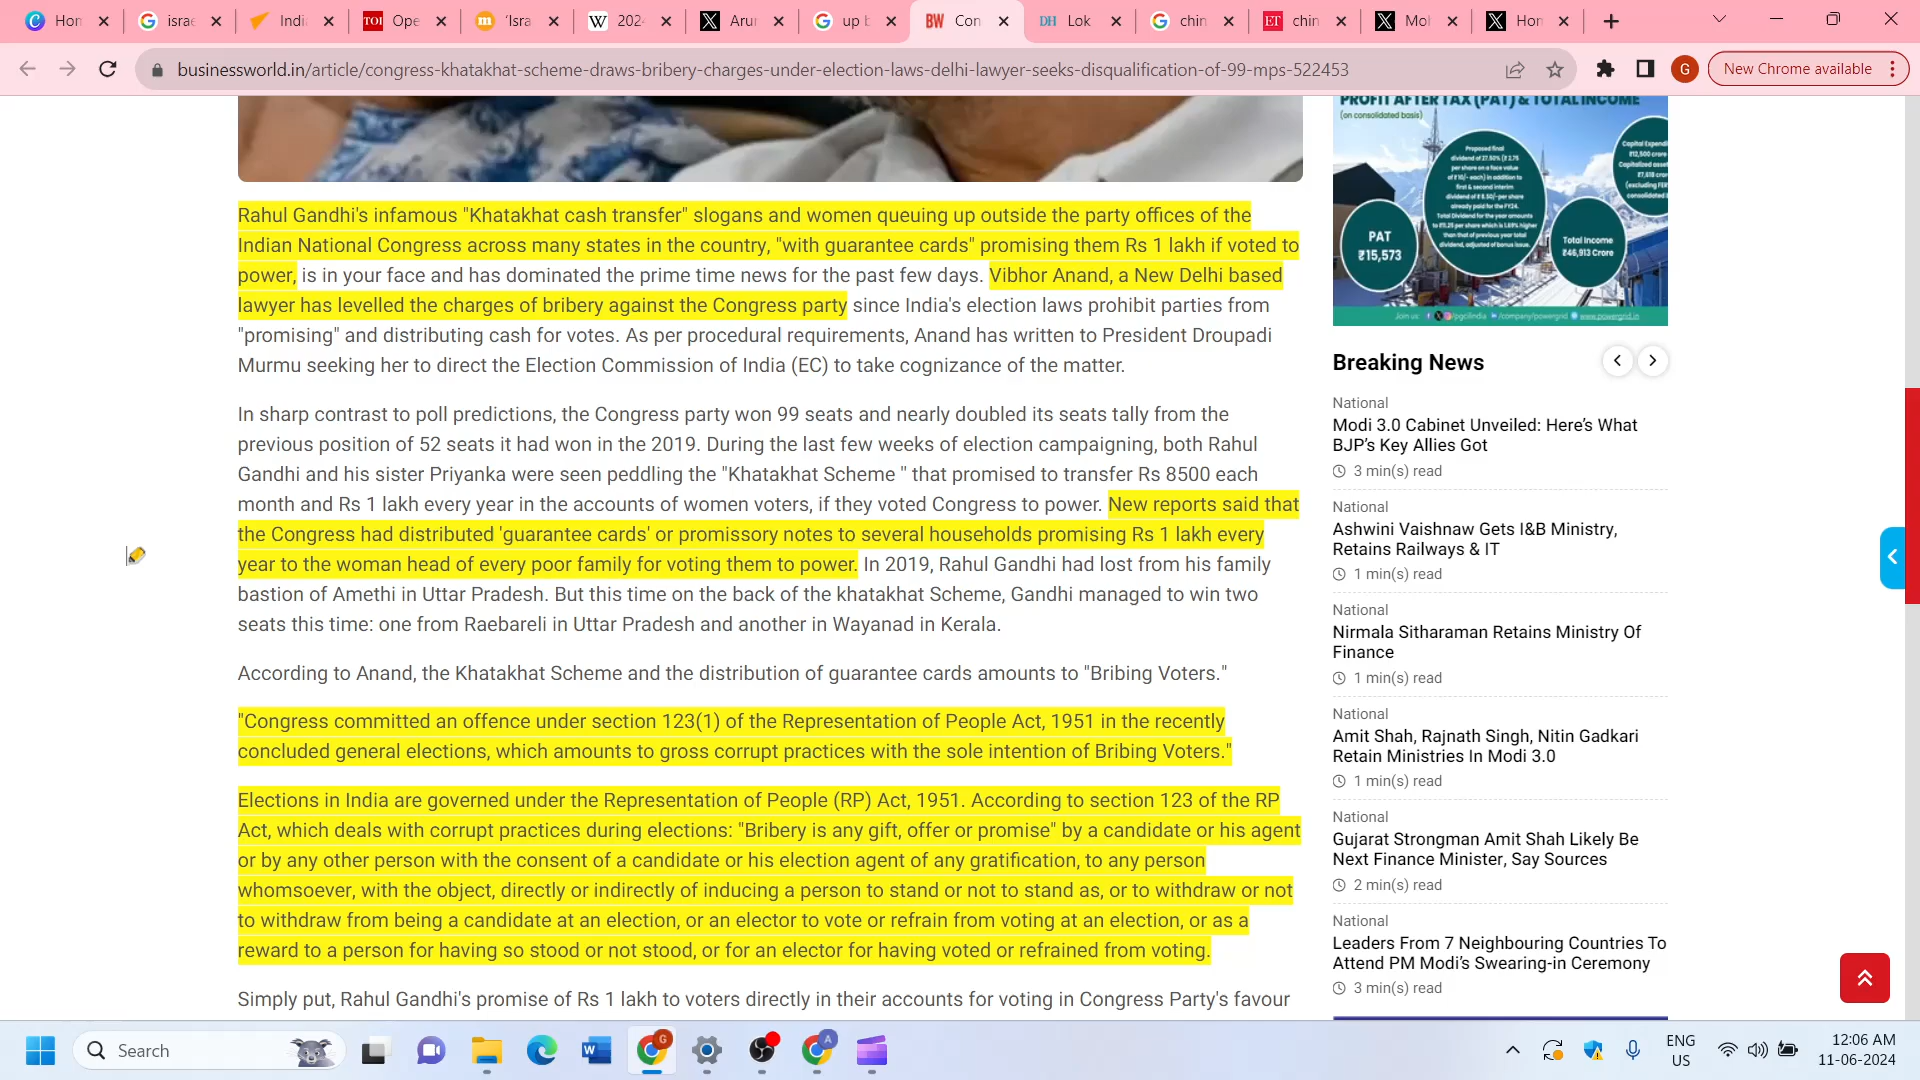 Hon
israe
Indi
TOI Ope
m 'Isra
W 2024
Arun
up b
BW Con
DH Lok
chin
ET chin
Mo
Hon
businessworld.in/article/congress-khatakhat-scheme-draws-bribery-charges-under-election-laws-delhi-lawyer-seeks-disqualification-of-99-mps-522453
G
New Chrome available
Rahul Gandhi's infamous "Khatakhat cash transfer" slogans and women queuing up outside the party offices of the
Indian National Congress across many states in the country, "with guarantee cards" promising them Rs 1 lakh if voted to
power, is in your face and has dominated the prime time news for the past few days. Vibhor Anand, a New Delhi based
lawyer has levelled the charges of bribery against the Congress party since India's election laws prohibit parties from
"promising" and distributing cash for votes. As per procedural requirements, Anand has written to President Droupadi
Murmu seeking her to direct the Election Commission of India (EC) to take cognizance of the matter.
In sharp contrast to poll predictions, the Congress party won 99 seats and nearly doubled its seats tally from the
previous position of 52 seats it had won in the 2019. During the last few weeks of election campaigning, both Rahul
Gandhi and his sister Priyanka were seen peddling the "Khatakhat Scheme " that promised to transfer Rs 8500 each
month and Rs 1 lakh every year in the accounts of women voters, if they voted Congress to power. New reports said that
the Congress had distributed 'guarantee cards' or promissory notes to several households promising Rs 1 lakh every
year to the woman head of every poor family for voting them to power. In 2019, Rahul Gandhi had lost from his family
bastion of Amethi in Uttar Pradesh. But this time on the back of the khatakhat Scheme, Gandhi managed to win two
seats this time: one from Raebareli in Uttar Pradesh and another in Wayanad in Kerala.
According to Anand, the Khatakhat Scheme and the distribution of guarantee cards amounts to "Bribing Voters."
"Congress committed an offence under section 123(1) of the Representation of People Act, 1951 in the recently
concluded general elections, which amounts to gross corrupt practices with the sole intention of Bribing Voters."
Elections in India are governed under the Representation of People (RP) Act, 1951. According to section 123 of the RP
Act, which deals with corrupt practices during elections: "Bribery is any gift, offer or promise" by a candidate or his agent
or by any other person with the consent of a candidate or his election agent of any gratification, to any person
whomsoever, with the object, directly or indirectly of inducing a person to stand or not to stand as, or to withdraw or not
to withdraw from being a candidate at an election, or an elector to vote or refrain from voting at an election, or as a
reward to a person for having so stood or not stood, or for an elector for having voted or refrained from voting.
Simply put, Rahul Gandhi's promise of Rs 1 lakh to voters directly in their accounts for voting in Congress Party's favour
PROFIT AFTER TAX (PAT) & TOTAL INCOME
(on consolidated basis)
PAT
₹15,573
Total Income
₹46,913 Crore
www.powergrid.in
Breaking News
National
Modi 3.0 Cabinet Unveiled: Here's What
BJP's Key Allies Got
3 min(s) read
National
Ashwini Vaishnaw Gets I&B Ministry,
Retains Railways & IT
1 min(s) read
National
Nirmala Sitharaman Retains Ministry Of
Finance
1 min(s) read
National
Amit Shah, Rajnath Singh, Nitin Gadkari
Retain Ministries In Modi 3.0
1 min(s) read
National
Gujarat Strongman Amit Shah Likely Be
Next Finance Minister, Say Sources
2 min(s) read
National
Leaders From 7 Neighbouring Countries To
Attend PM Modi's Swearing-in Ceremony
3 min(s) read
Search
ENG
US
12:06 AM
11-06-2024